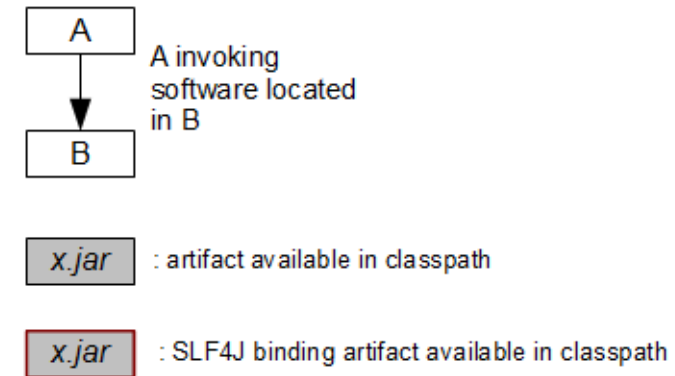 A
A invoking
software located
in B
B
x.jar : artifact available in classpath
x.jar : SLF4J binding artifact available in classpath